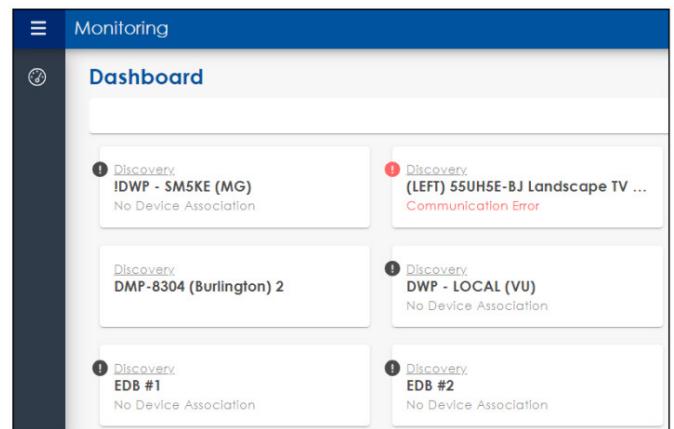 Monitoring
Dashboard
Discovery
!DWP - SM5KE (MG)
No Device Association
Discovery
(LEFT) 55UH5E-BJ Landscape TV ...
Communication Error
Discovery
DMP-8304 (Burlington) 2
Discovery
DWP - LOCAL (VU)
No Device Association
Discovery
EDB #1
No Device Association
Discovery
EDB #2
No Device Association